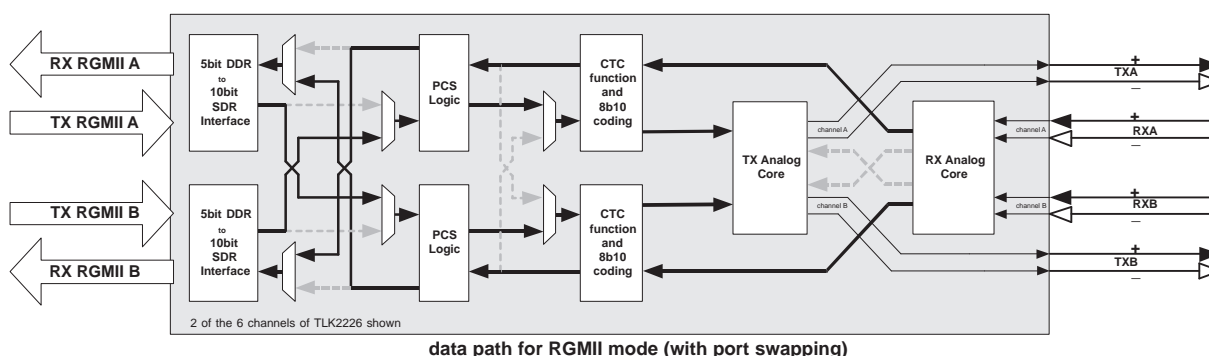 RX RGMII A
TX RGMII A
TX RGMII B
RX RGMII B
5bit DDR
to
10bit
SDR
Interface
5bit DDR
to
10bit
SDR
Interface
PCS
Logic
PCS
Logic
CTC
function
and
8b10
coding
CTC
function
and
8b10
coding
TX Analog
Core
RX Analog
Core
channel A
channel B
channel A
channel B
+
TXA
_
+
RXA
_
+
RXB
_
+
TXB
_
2 of the 6 channels of TLK2226 shown
data path for RGMII mode (with port swapping)